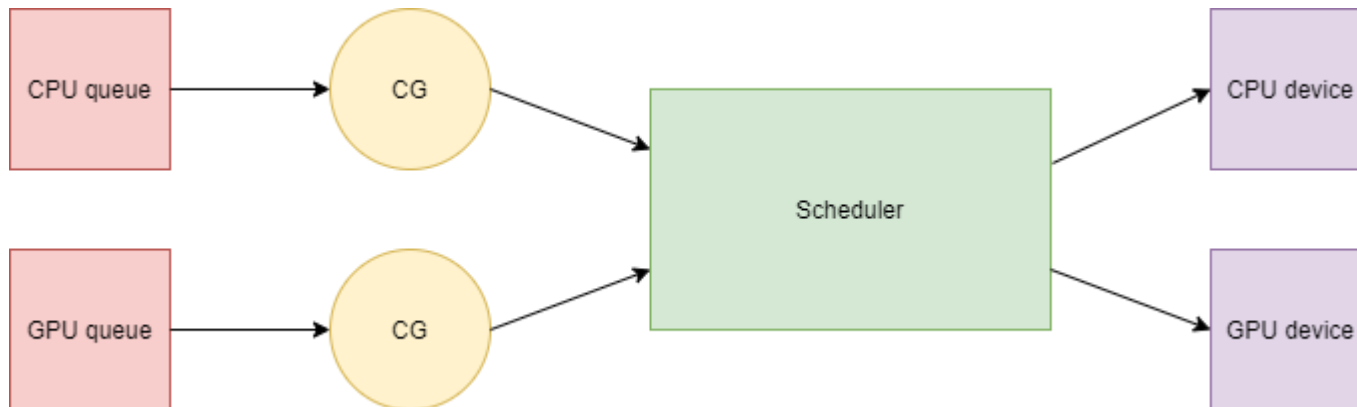 CPU queue
CG
CPU device
Scheduler
GPU queue
CG
GPU device